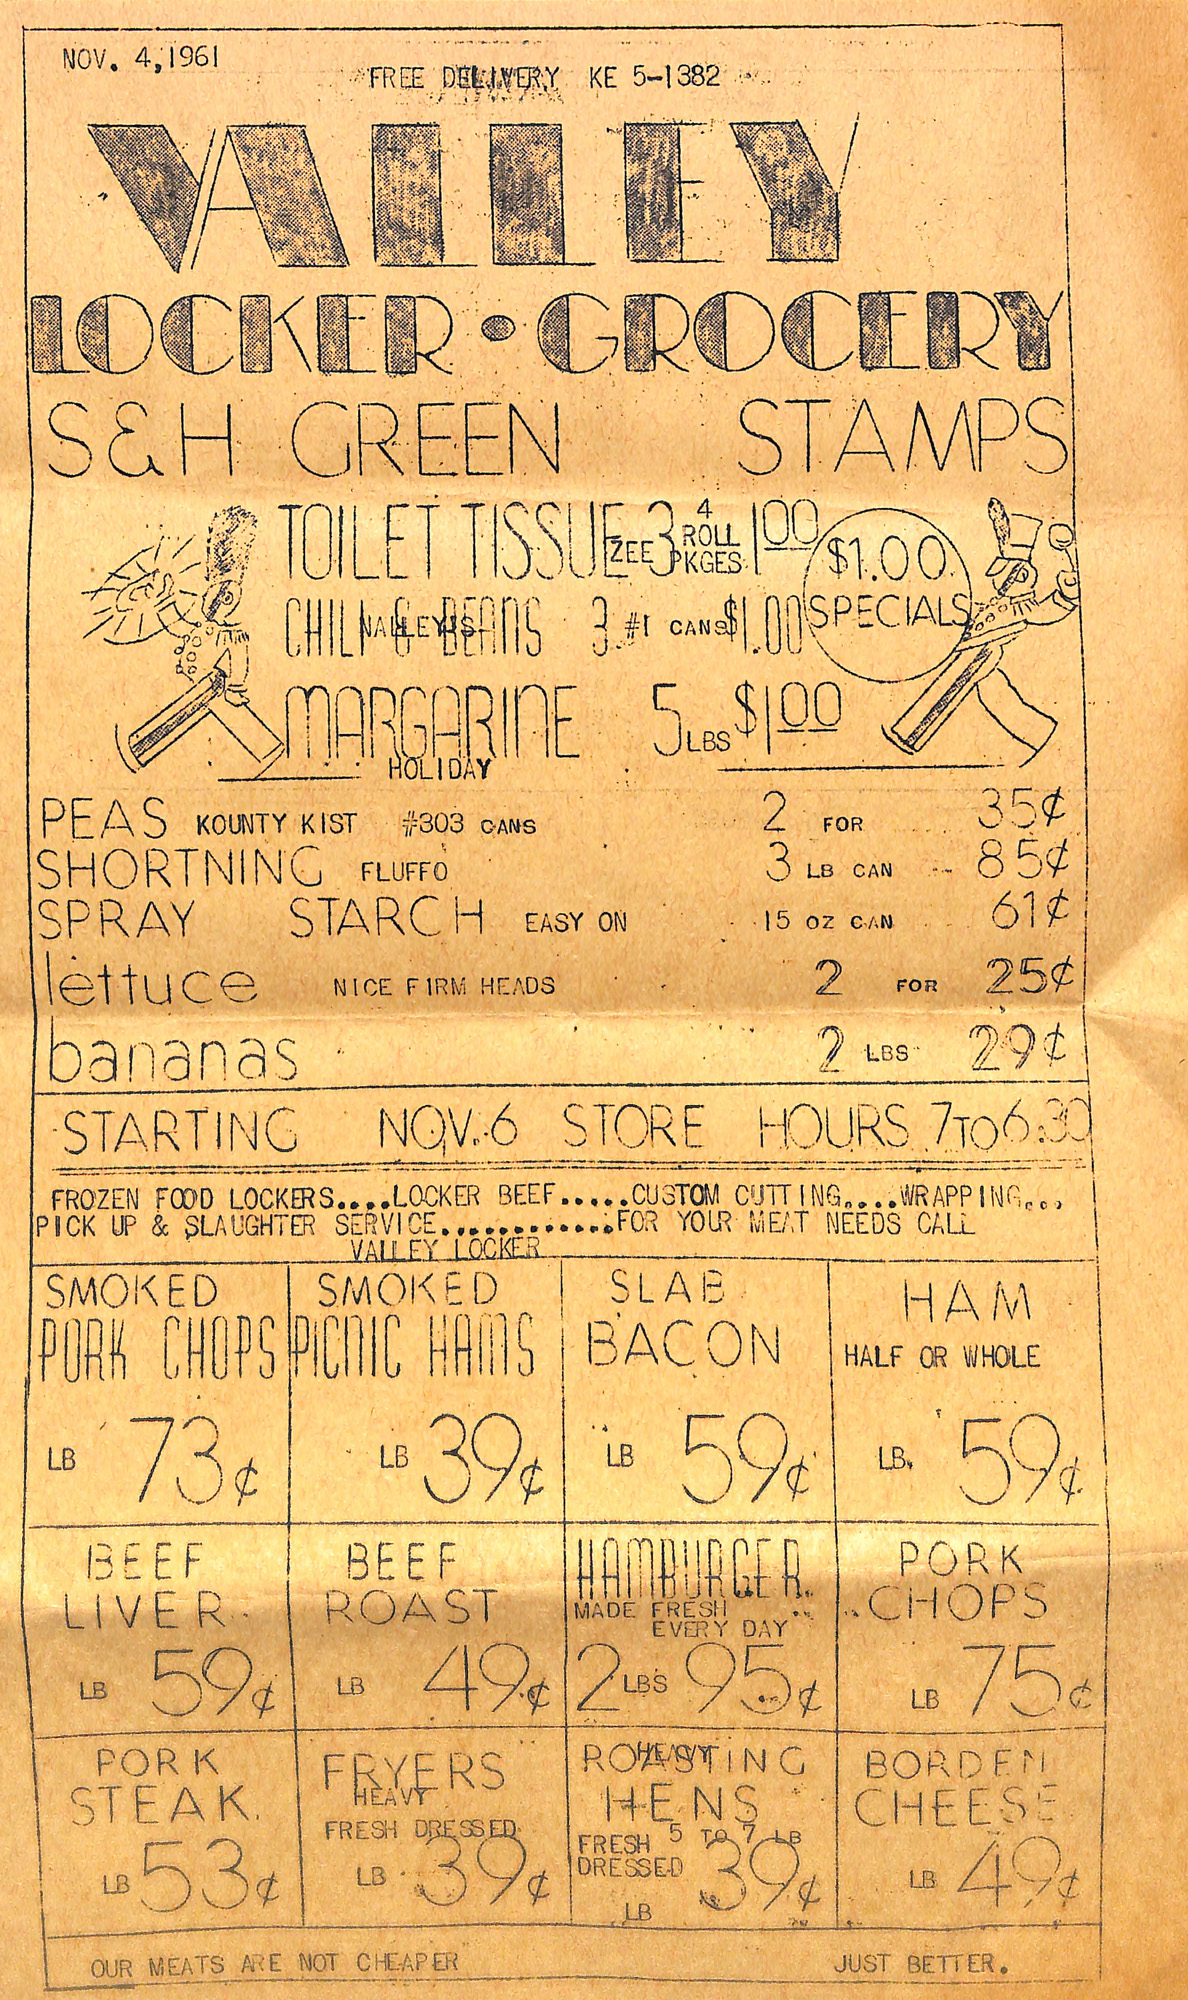 NOV. 4, 1961
FREE DELIVERY KE 5-1382
VALLEY
LOCKER • GROCERY
S&H GREEN STAMPS
TOILET TISSUE ZEE 3 4 ROLL PKGES 1.00
$1.00 SPECIALS
CHILI & BEANS NALLEY'S 3 #1 CANS $1.00
MARGARINE 5 LBS $1.00
HOLIDAY
PEAS KOUNTY KIST #303 CANS 2 FOR 35¢
SHORTNING FLUFFO 3 LB CAN 85¢
SPRAY STARCH EASY ON 15 OZ CAN 61¢
lettuce NICE FIRM HEADS 2 FOR 25¢
bananas 2 LBS 29¢
STARTING NOV. 6 STORE HOURS 7 TO 6:30
FROZEN FOOD LOCKERS....LOCKER BEEF.....CUSTOM CUTTING....WRAPPING...
PICK UP & SLAUGHTER SERVICE............FOR YOUR MEAT NEEDS CALL
VALLEY LOCKER
SMOKED
PORK CHOPS
LB 73¢
SMOKED
PICNIC HAMS
LB 39¢
SLAB
BACON
LB 59¢
HAM
HALF OR WHOLE
LB. 59¢
BEEF
LIVER
LB 59¢
BEEF
ROAST
LB 49¢
HAMBURGER
MADE FRESH
EVERY DAY
2 LBS 95¢
PORK
CHOPS
LB 75¢
PORK
STEAK
LB 53¢
FRYERS
HEAVY
FRESH DRESSED
LB 39¢
HEAVY
ROASTING
HENS
5 TO 7 LB
FRESH
DRESSED
LB 39¢
BORDEN
CHEESE
LB 49¢
OUR MEATS ARE NOT CHEAPER JUST BETTER.